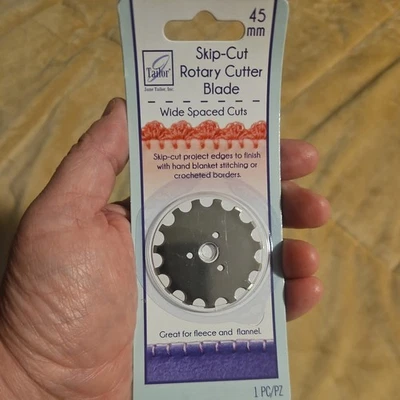 45
mm
Tailor
June Tailor, Inc.
Skip-Cut
Rotary Cutter
Blade
Wide Spaced Cuts
Skip-cut project edges to finish
with hand blanket stitching or
crocheted borders.
Great for fleece and flannel.
1 PC/PZ